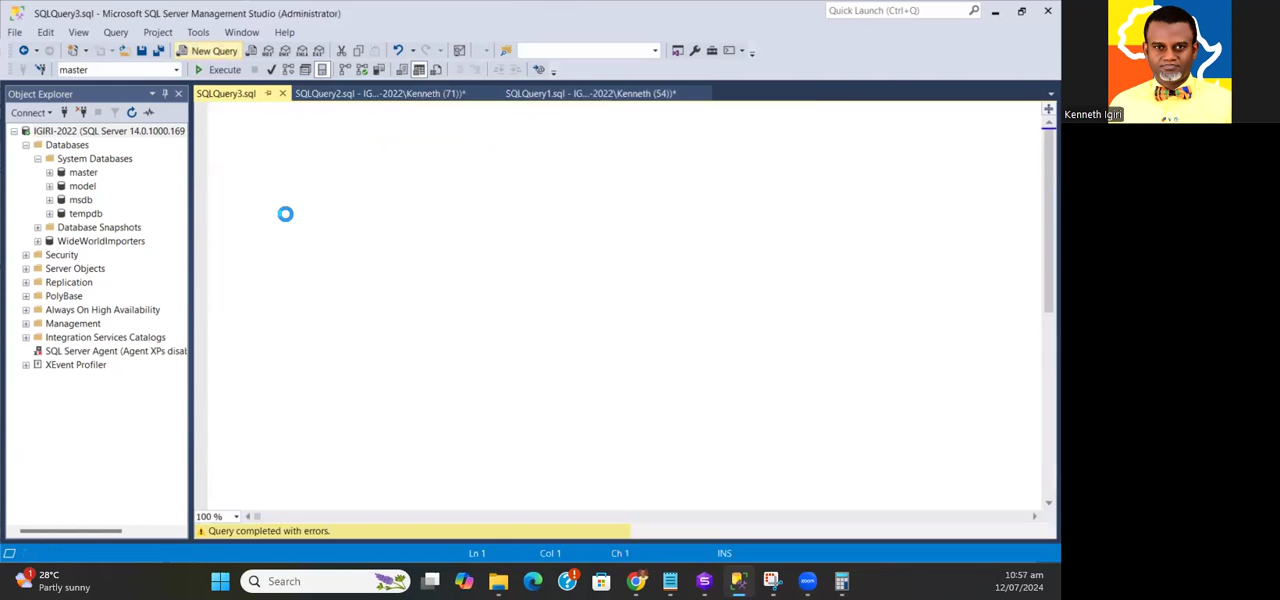 SQLQuery3.sql - Microsoft SQL Server Management Studio (Administrator)
Quick Launch (Ctrl+Q)
File Edit View Query Project Tools Window Help
New Query
master
Execute
Object Explorer
SQLQuery3.sql
SQLQuery2.sql - IG...-2022\Kenneth (71))*
SQLQuery1.sql - IG...-2022\Kenneth (54))*
Connect
Kenneth Igiri
IGIRI-2022 (SQL Server 14.0.1000.169
Databases
System Databases
master
model
msdb
tempdb
Database Snapshots
WideWorldImporters
Security
Server Objects
Replication
PolyBase
Always On High Availability
Management
Integration Services Catalogs
SQL Server Agent (Agent XPs disab
XEvent Profiler
100 %
Query completed with errors.
Ln 1 Col 1 Ch 1 INS
1
28°C
Partly sunny
Search
10:57 am
12/07/2024